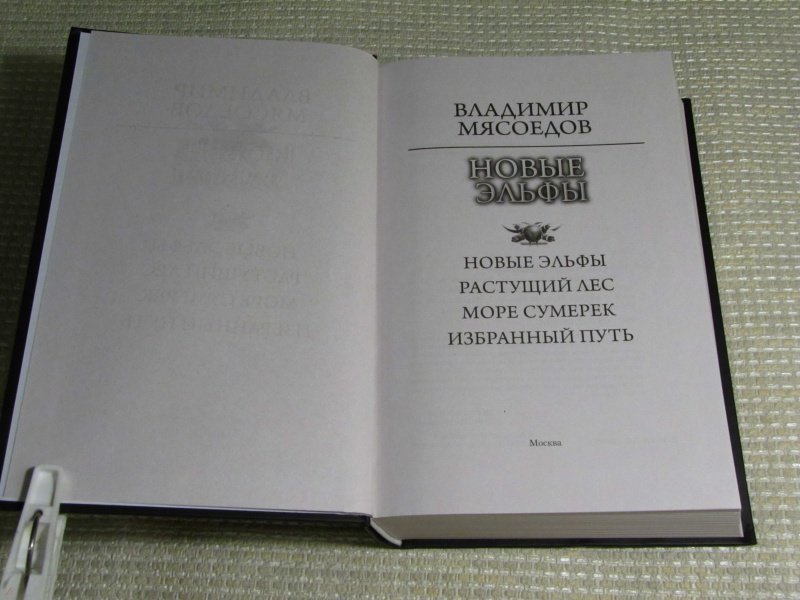 ВЛАДИМИР
МЯСОЕДОВ
НОВЫЕ
ЭЛЬФЫ
НОВЫЕ ЭЛЬФЫ
РАСТУЩИЙ ЛЕС
МОРЕ СУМЕРЕК
ИЗБРАННЫЙ ПУТЬ
Москва